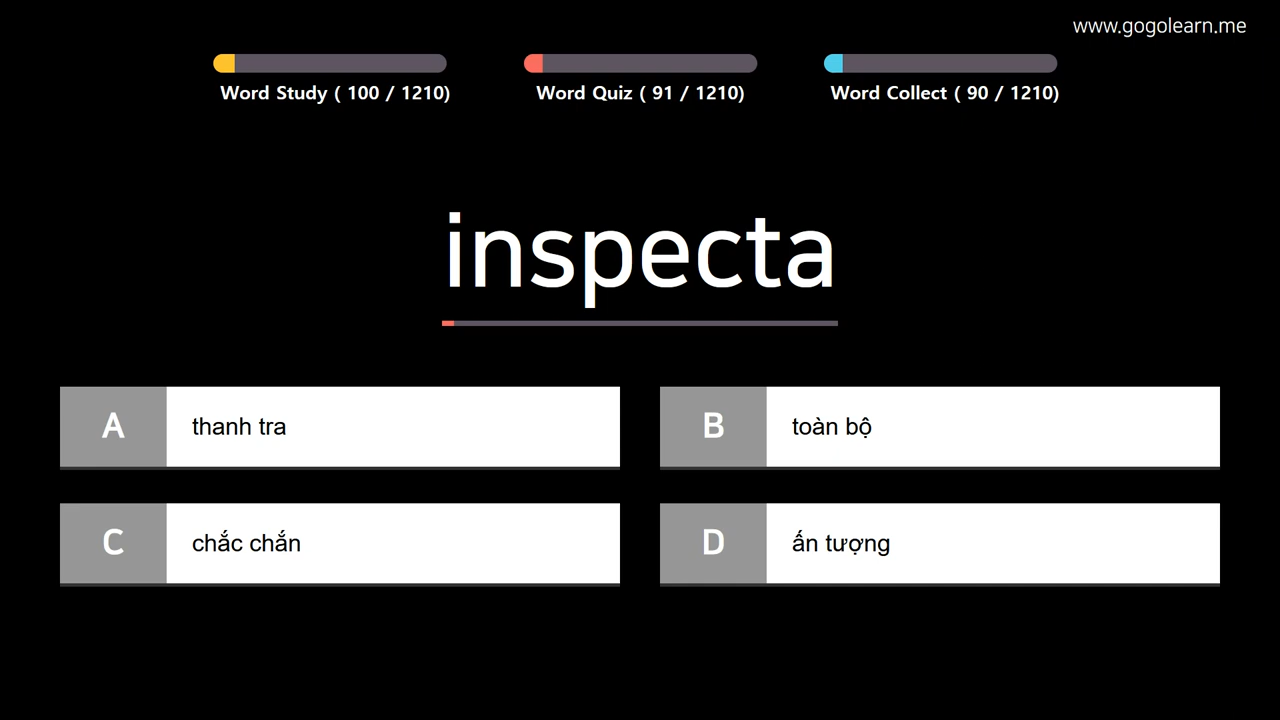 www.gogolearn.me
Word Study ( 100 / 1210)
Word Quiz ( 91 / 1210)
Word Collect ( 90 / 1210)
inspecta
A thanh tra
B toàn bộ
C chắc chắn
D ấn tượng